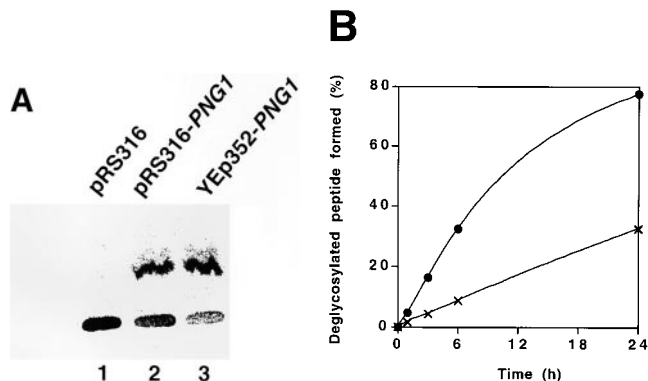 A
pRS316
pRS316-PNG1
YEp352-PNG1
1 2 3
B
Deglycosylated peptide formed (%)
80
60
40
20
0
0 6 12 18 24
Time (h)